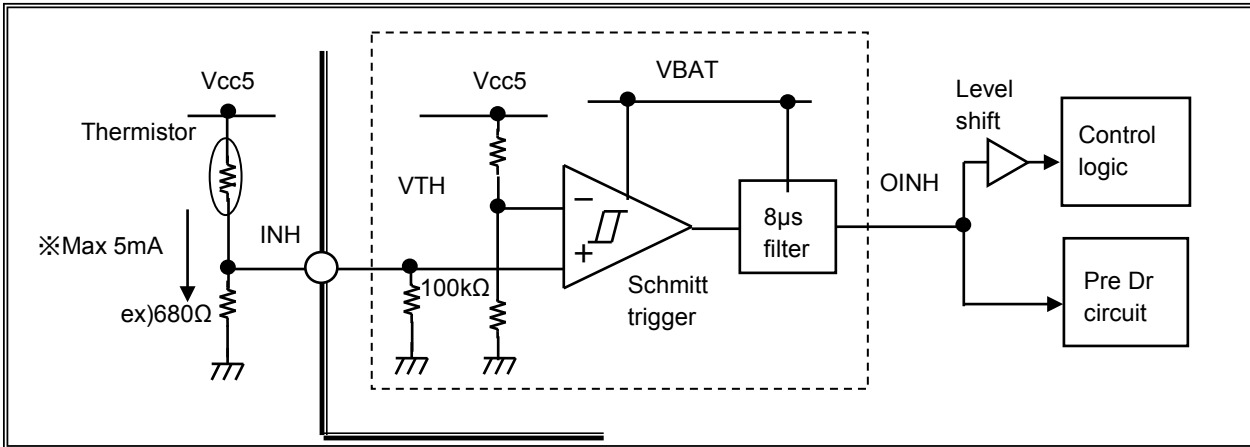 Vcc5
Thermistor
※Max 5mA
ex)680Ω
INH
Vcc5
VTH
100kΩ
−
+
Schmitt
trigger
VBAT
8μs
filter
OINH
Level
shift
Control
logic
Pre Dr
circuit